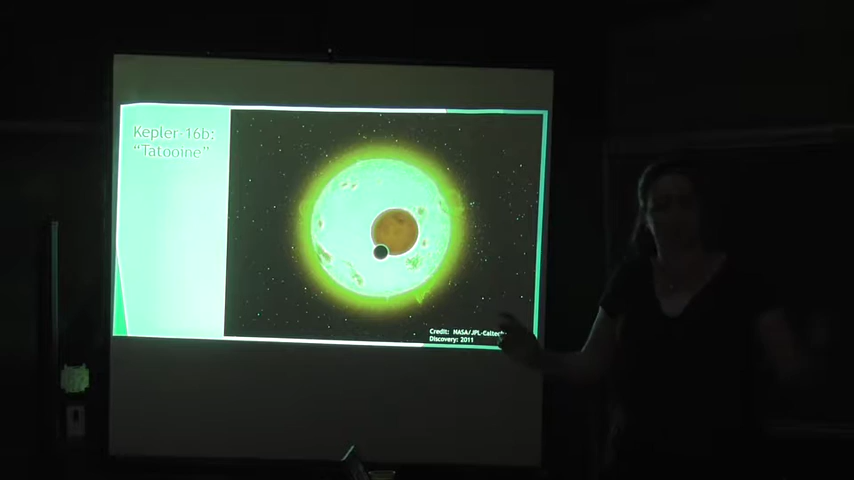 Kepler-16b:
"Tatooine"
Credit: NASA/JPL-Caltech
Discovery: 2011